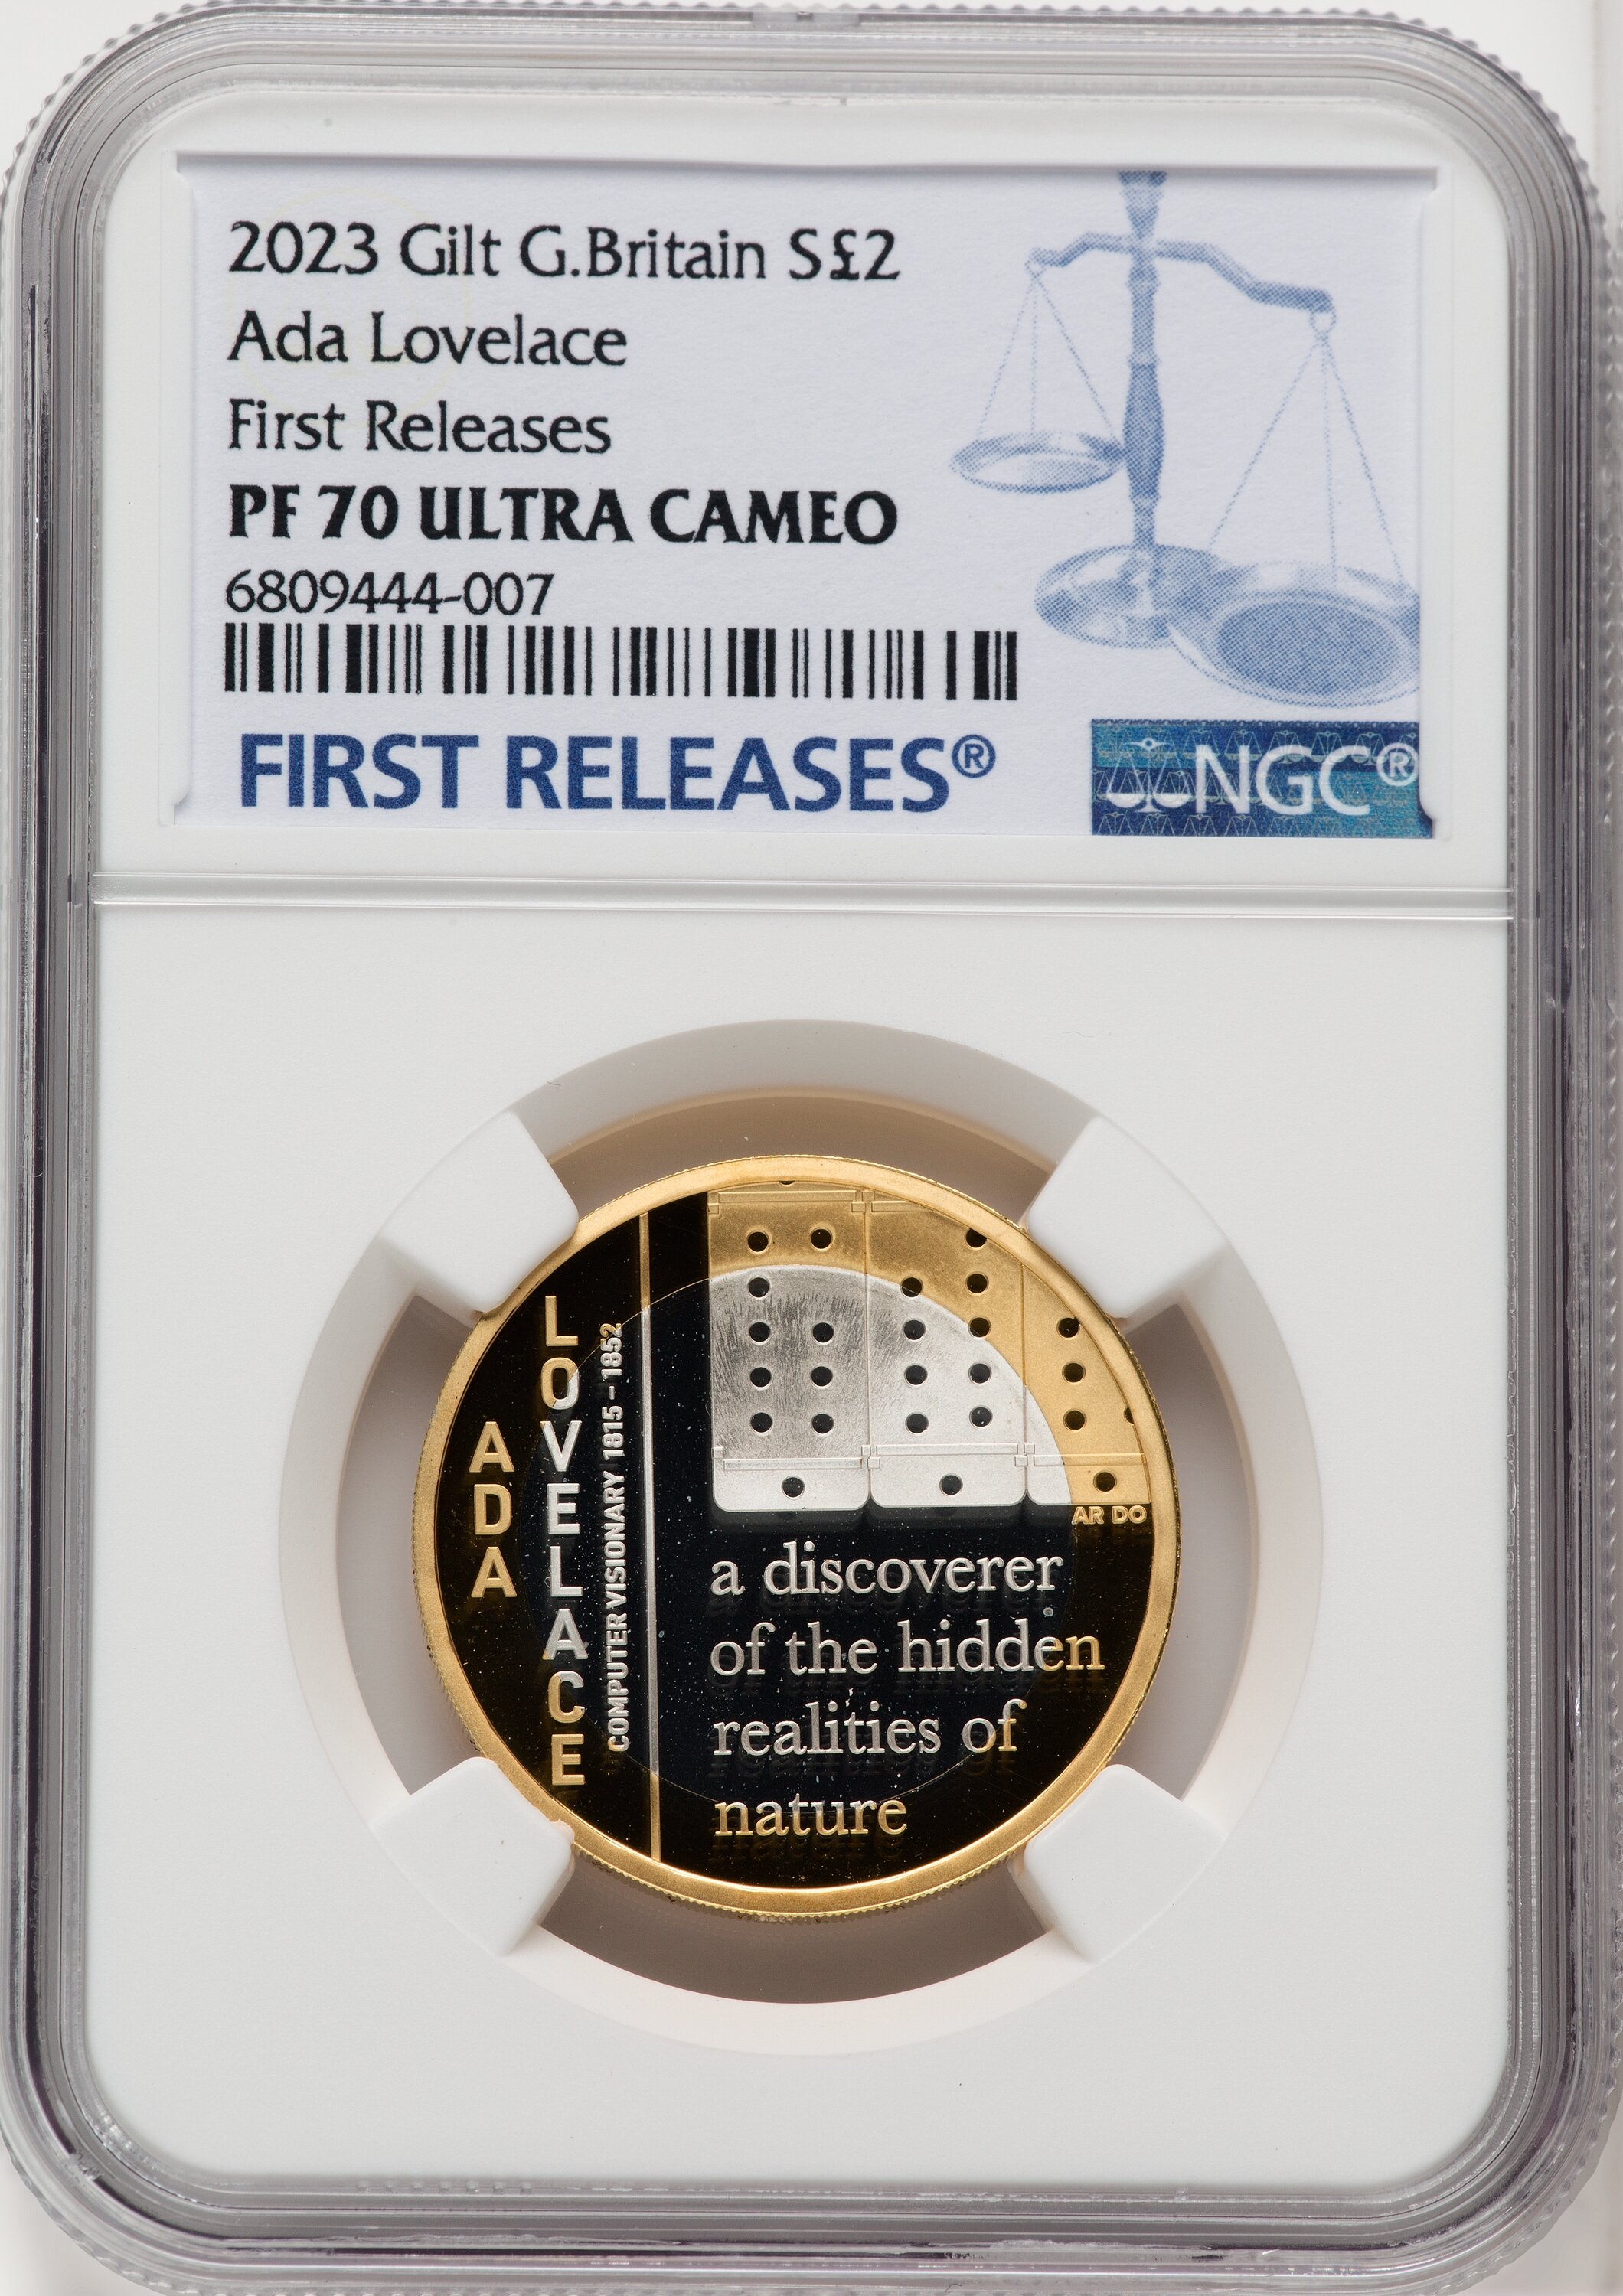 2023 Gilt G.Britain S£2
Ada Lovelace
First Releases
PF 70 ULTRA CAMEO
6809444-007
FIRST RELEASES®
NGC®
ADA
LOVELACE
COMPUTER VISIONARY 1815 - 1852
AR DO
a discoverer
of the hidden
realities of
nature